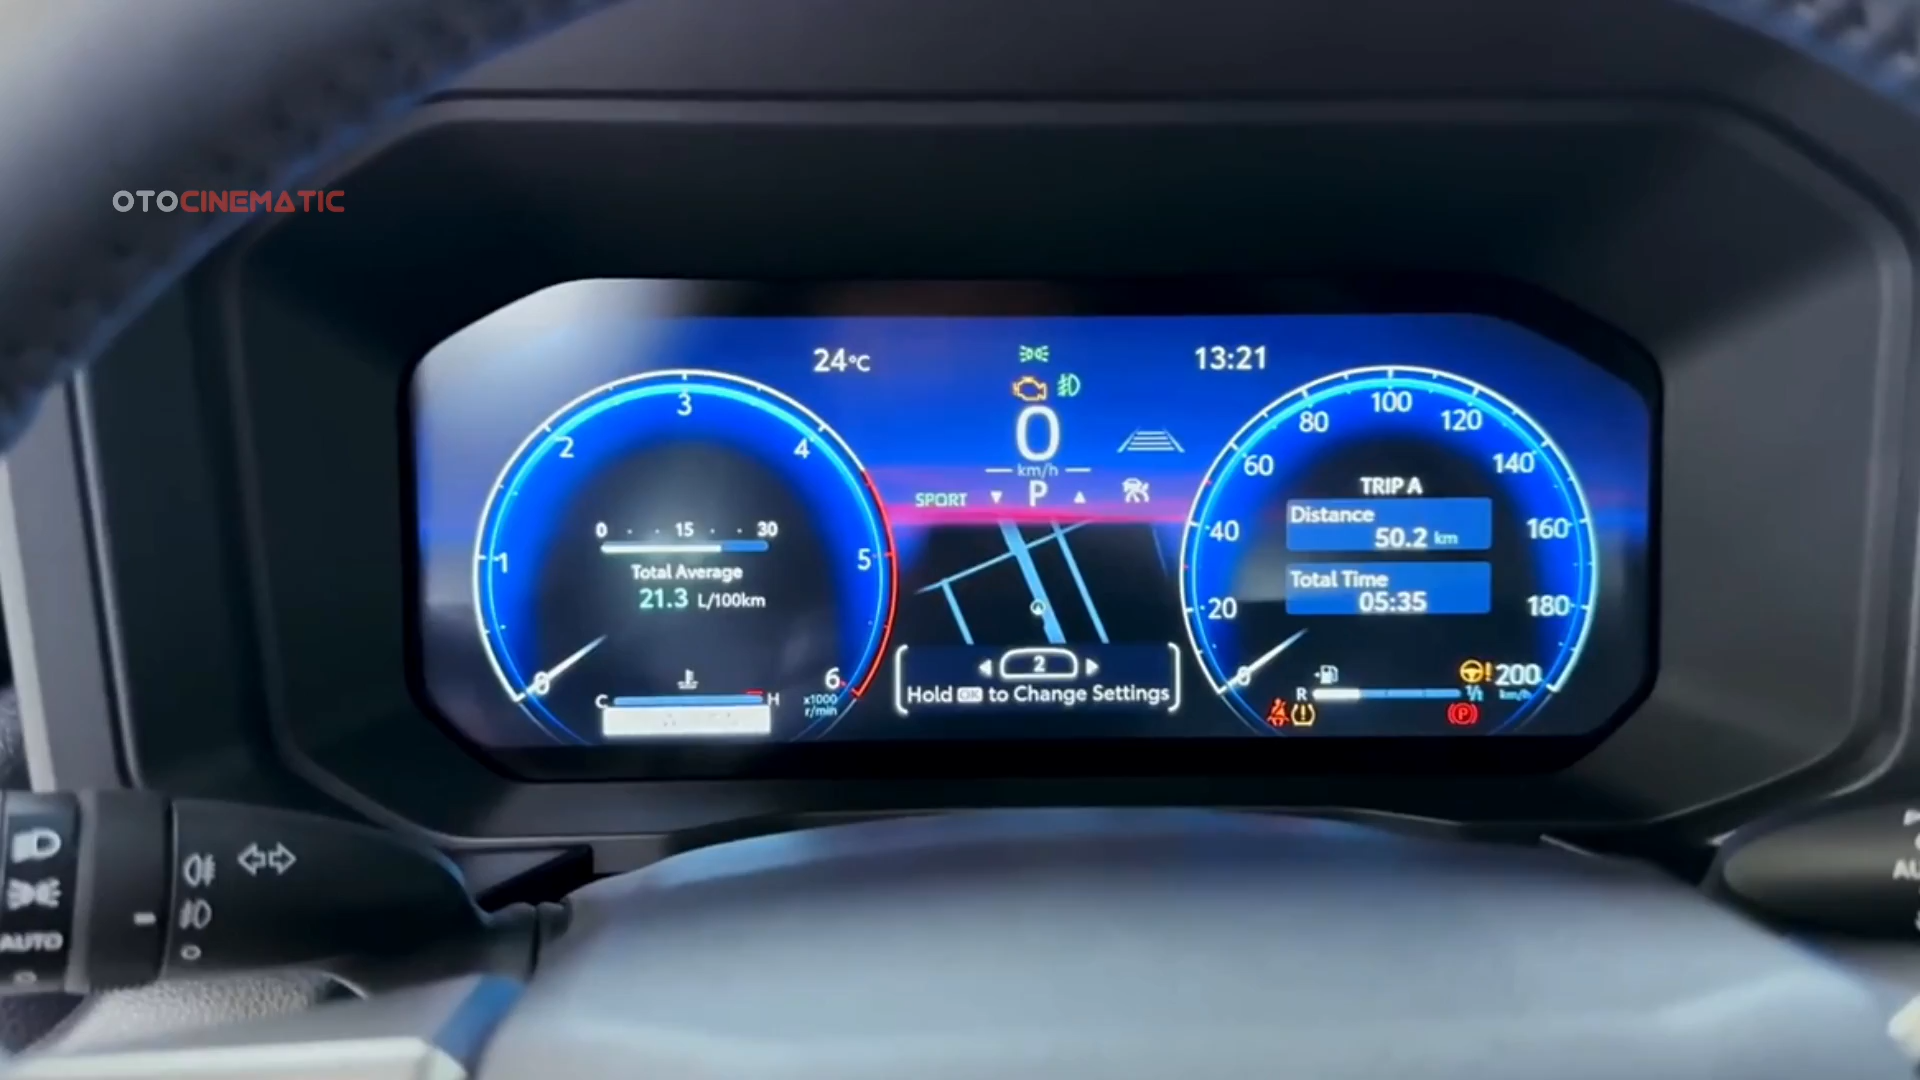 OTOCINEMATIC
24°C
13:21
0
km/h
SPORT
P
0
1
2
3
4
5
6
x1000
r/min
0 15 30
Total Average
21.3 L/100km
C H
2
Hold OK to Change Settings
0
20
40
60
80
100
120
140
160
180
200
km/h
TRIP A
Distance
50.2 km
Total Time
05:35
R 1/1
P
AUTO